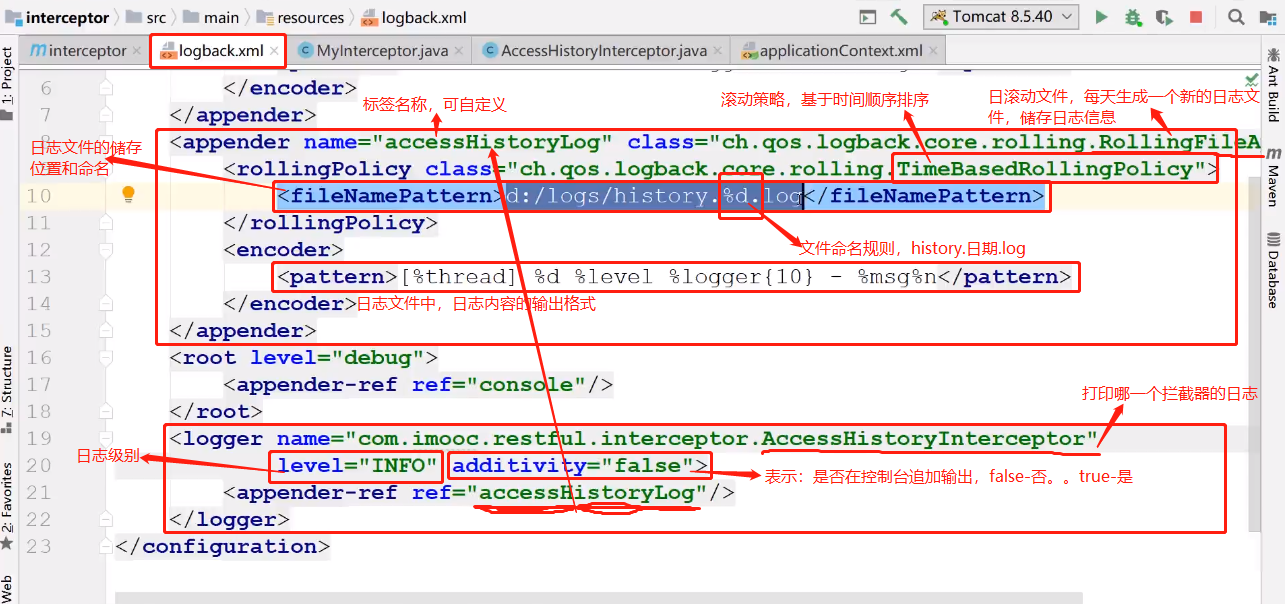 interceptor src main resources logback.xml Tomcat 8.5.40
interceptor logback.xml MyInterceptor.java AccessHistoryInterceptor.java applicationContext.xml
1: Project
7: Structure
2: Favorites
Web
Ant Build
Maven
Database
6 </encoder>
标签名称，可自定义
滚动策略，基于时间顺序排序
日滚动文件，每天生成一个新的日志文
件，储存日志信息
7 </appender>
日志文件的储存
位置和命名
<appender name="accessHistoryLog" class="ch.qos.logback.core.rolling.RollingFileA
<rollingPolicy class="ch.qos.logback.core.rolling.TimeBasedRollingPolicy">
10 <fileNamePattern>d:/logs/history.%d.log</fileNamePattern>
11 </rollingPolicy>
12 <encoder>
文件命名规则，history.日期.log
13 <pattern>[%thread] %d %level %logger{10} - %msg%n</pattern>
14 </encoder>日志文件中，日志内容的输出格式
15 </appender>
16 <root level="debug">
17 <appender-ref ref="console"/>
打印哪一个拦截器的日志
18 </root>
19 <logger name="com.imooc.restful.interceptor.AccessHistoryInterceptor"
日志级别
20 level="INFO" additivity="false">
表示：是否在控制台追加输出，false-否。。true-是
21 <appender-ref ref="accessHistoryLog"/>
22 </logger>
23 </configuration>